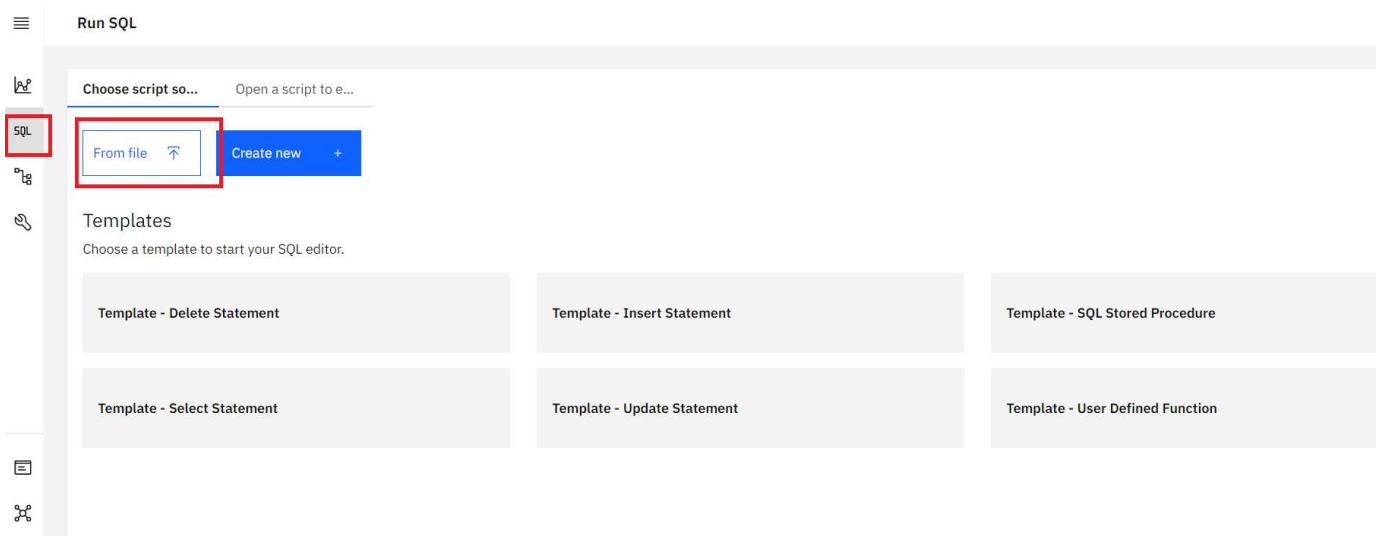 Run SQL
Choose script so... Open a script to e...
SQL
From file Create new +
Templates
Choose a template to start your SQL editor.
Template - Delete Statement Template - Insert Statement Template - SQL Stored Procedure
Template - Select Statement Template - Update Statement Template - User Defined Function